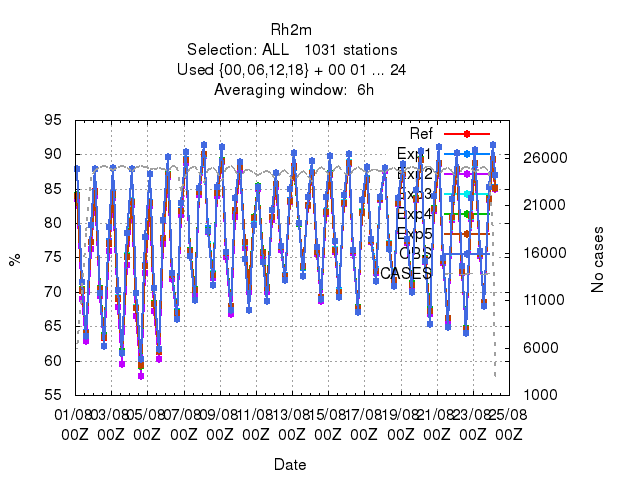 Rh2m
Selection: ALL 1031 stations
Used {00,06,12,18} + 00 01 ... 24
Averaging window: 6h
95
90
85
80
75
70
65
60
55
%
26000
21000
16000
11000
6000
1000
No cases
Ref
Exp1
Exp2
Exp3
Exp4
Exp5
OBS
CASES
01/08 03/08 05/08 07/08 09/08 11/08 13/08 15/08 17/08 19/08 21/08 23/08 25/08
00Z 00Z 00Z 00Z 00Z 00Z 00Z 00Z 00Z 00Z 00Z 00Z 00Z
Date